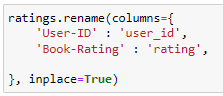 ratings.rename(columns={
    'User-ID' : 'user_id',
    'Book-Rating' : 'rating',
}, inplace=True)